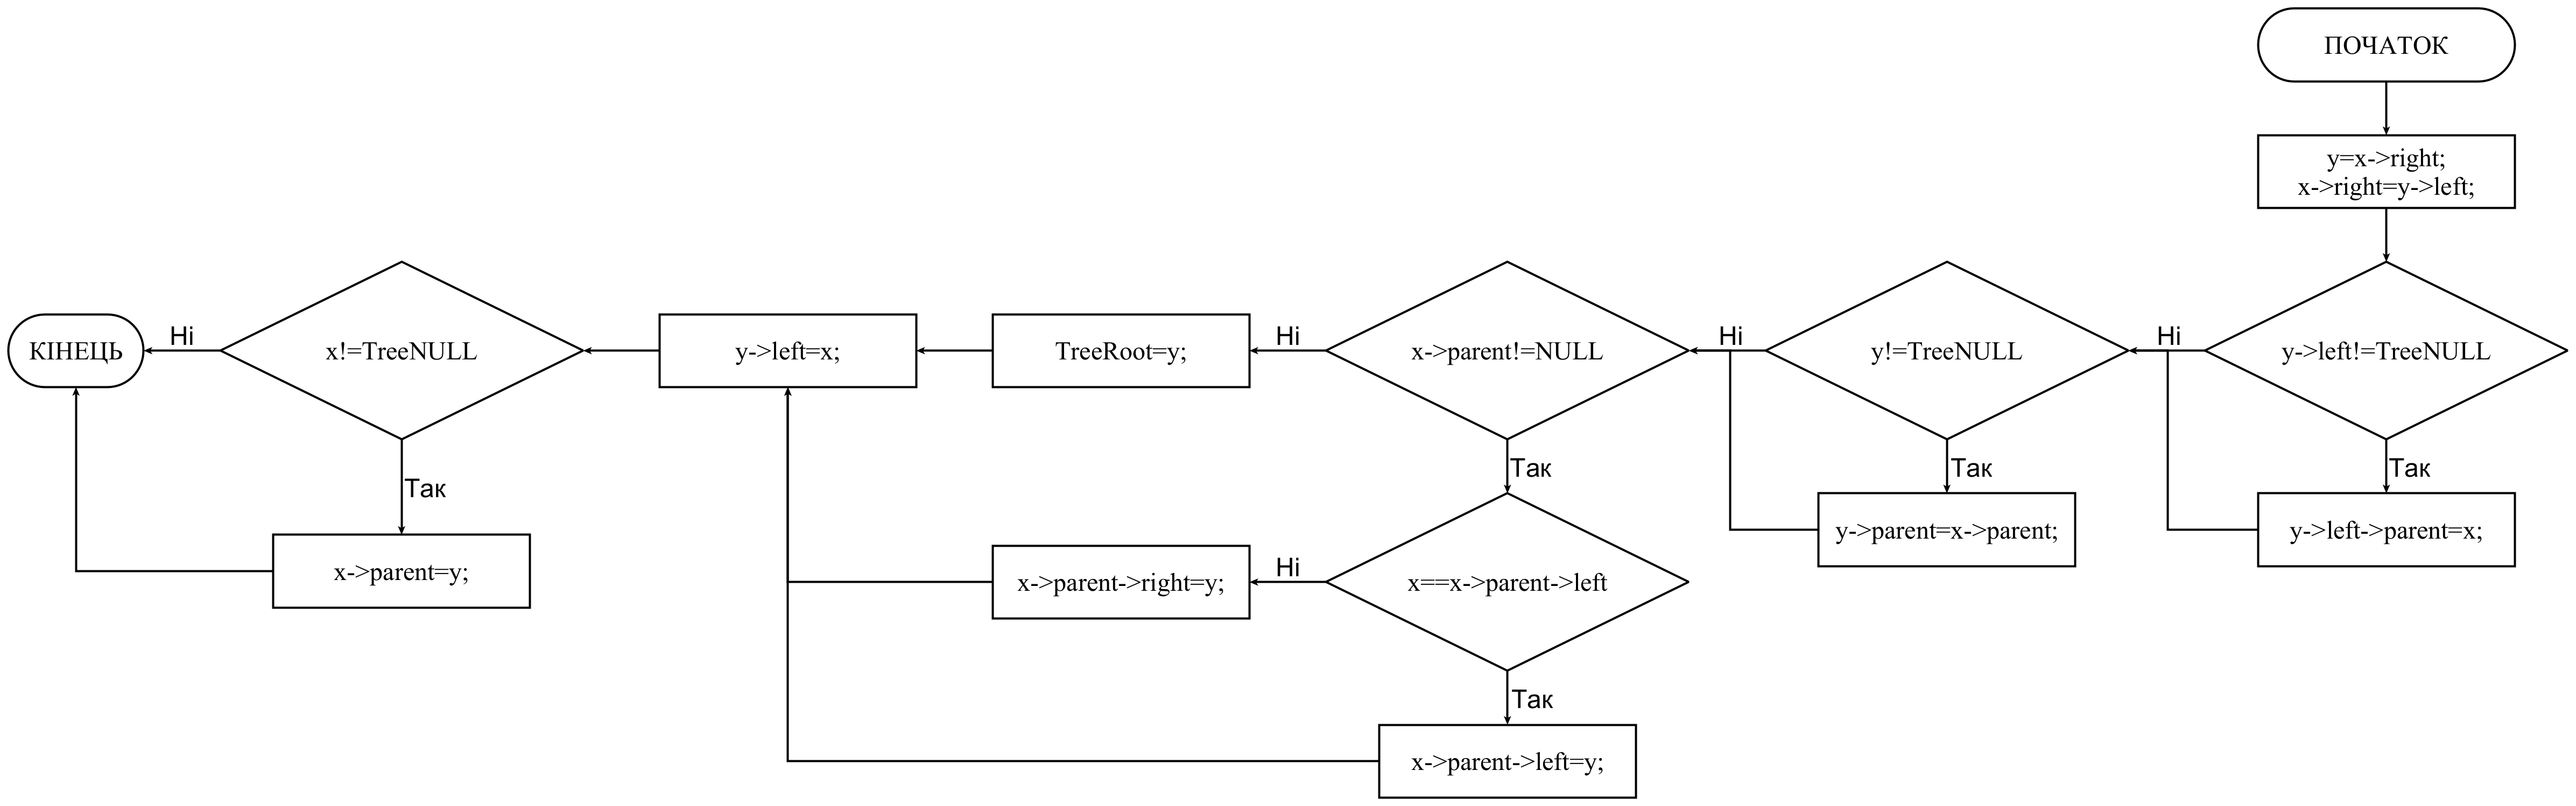 ПОЧАТОК
y=x->right;
x->right=y->left;
y->left!=TreeNULL
Так
y->left->parent=x;
Ні
y!=TreeNULL
Так
y->parent=x->parent;
Ні
x->parent!=NULL
Так
x==x->parent->left
Так
x->parent->left=y;
Ні
x->parent->right=y;
Ні
TreeRoot=y;
y->left=x;
x!=TreeNULL
Так
x->parent=y;
Ні
КІНЕЦЬ